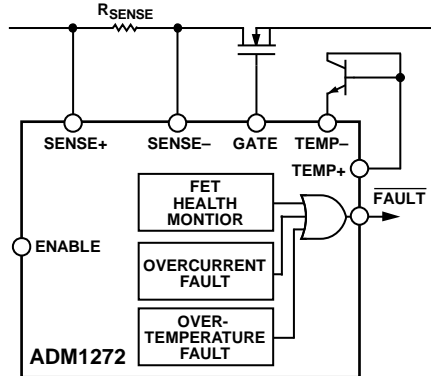 RSENSE
SENSE+
SENSE–
GATE
TEMP–
TEMP+
FAULT
ENABLE
FET
HEALTH
MONTIOR
OVERCURRENT
FAULT
OVER-
TEMPERATURE
FAULT
ADM1272